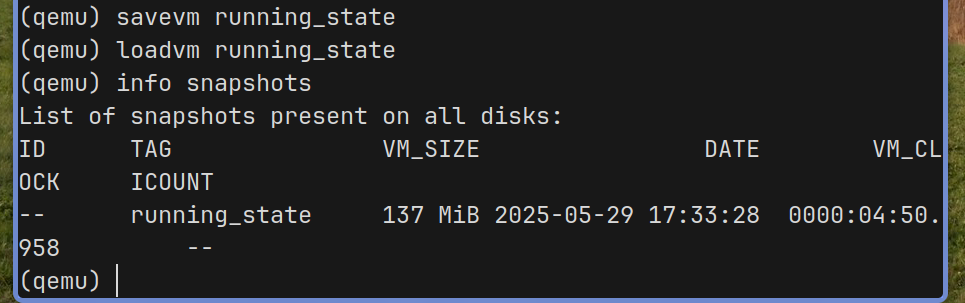 (qemu) savevm running_state
(qemu) loadvm running_state
(qemu) info snapshots
List of snapshots present on all disks:
ID      TAG               VM_SIZE                DATE        VM_CL
OCK     ICOUNT
--      running_state     137 MiB 2025-05-29 17:33:28  0000:04:50.
958         --
(qemu)